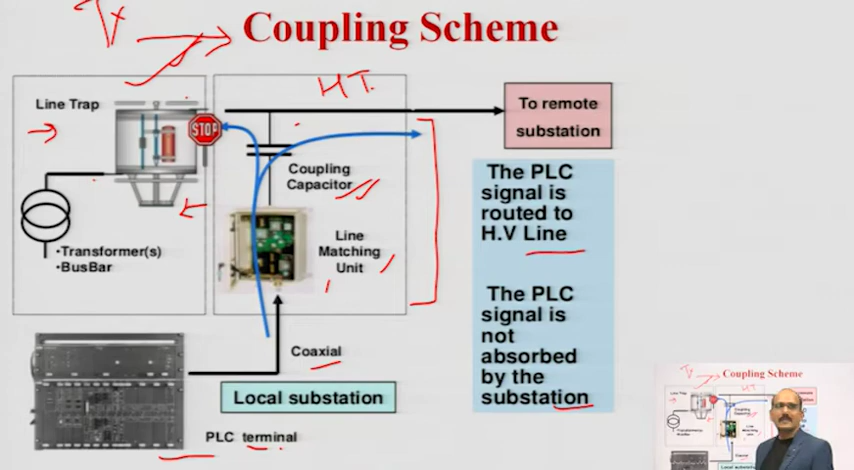 Tx
Coupling Scheme
H.T.
Line Trap
STOP
To remote
substation
Coupling
Capacitor
The PLC
signal is
routed to
H.V Line
Line
Matching
Unit
•Transformer(s)
•BusBar
The PLC
signal is
not
absorbed
by the
substation
Coaxial
Local substation
PLC terminal
Coupling Scheme